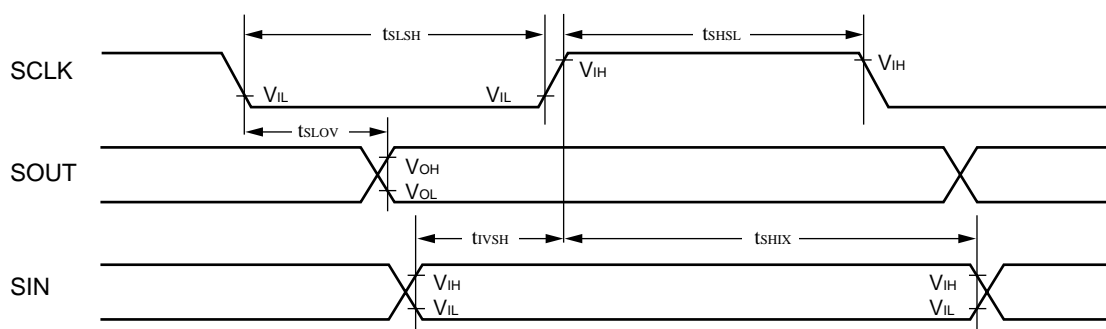 tSLSH
tSHSL
SCLK
VIH
VIH
VIL
VIL
tSLOV
SOUT
VOH
VOL
tIVSH
tSHIX
SIN
VIH
VIH
VIL
VIL